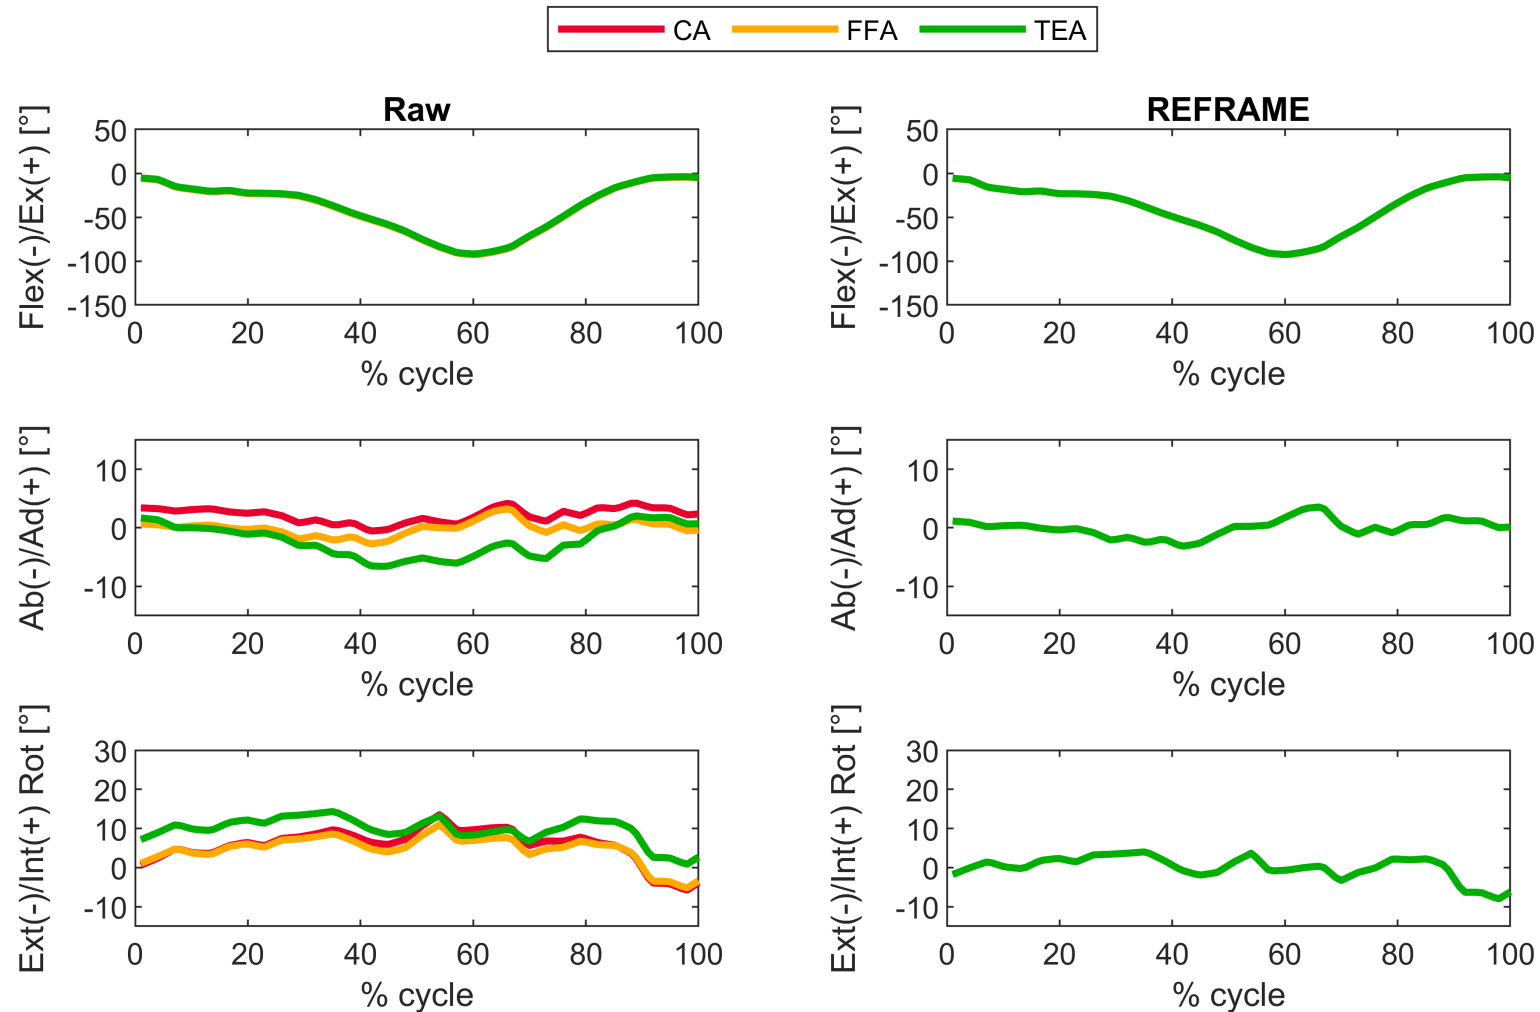 CA FFA TEA
Raw
Flex(-)/Ex(+) [°]
50
0
-50
-100
-150
0 20 40 60 80 100
% cycle
REFRAME
Flex(-)/Ex(+) [°]
50
0
-50
-100
-150
0 20 40 60 80 100
% cycle
Ab(-)/Ad(+) [°]
10
0
-10
0 20 40 60 80 100
% cycle
Ab(-)/Ad(+) [°]
10
0
-10
0 20 40 60 80 100
% cycle
Ext(-)/Int(+) Rot [°]
30
20
10
0
-10
0 20 40 60 80 100
% cycle
Ext(-)/Int(+) Rot [°]
30
20
10
0
-10
0 20 40 60 80 100
% cycle